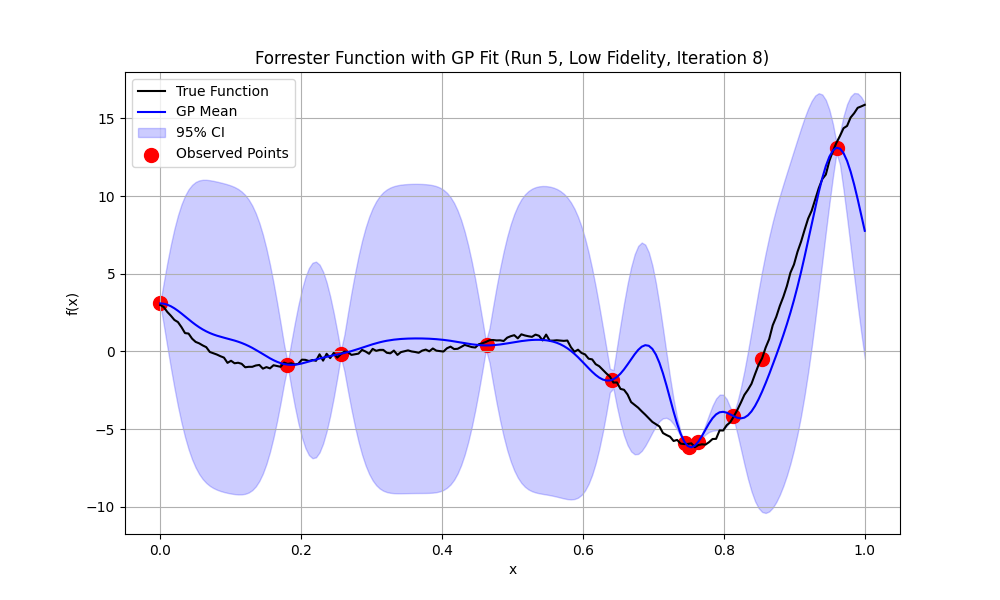 Forrester Function with GP Fit (Run 5, Low Fidelity, Iteration 8)
True Function
GP Mean
95% CI
Observed Points
f(x)
15
10
5
0
−5
−10
0.0
0.2
0.4
0.6
0.8
1.0
x